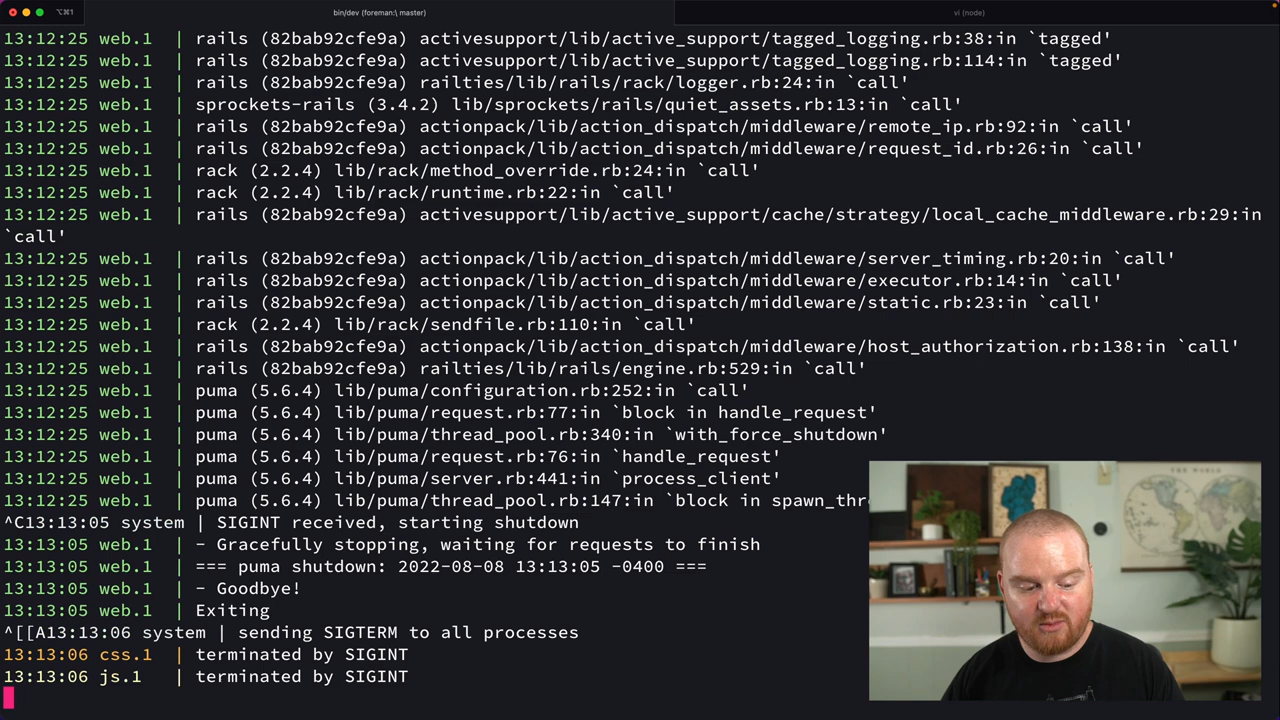 ⌥⌘1
bin/dev (foreman:\ master)
vi (node)
13:12:25 web.1 | rails (82bab92cfe9a) activesupport/lib/active_support/tagged_logging.rb:38:in `tagged'
13:12:25 web.1 | rails (82bab92cfe9a) activesupport/lib/active_support/tagged_logging.rb:114:in `tagged'
13:12:25 web.1 | rails (82bab92cfe9a) railties/lib/rails/rack/logger.rb:24:in `call'
13:12:25 web.1 | sprockets-rails (3.4.2) lib/sprockets/rails/quiet_assets.rb:13:in `call'
13:12:25 web.1 | rails (82bab92cfe9a) actionpack/lib/action_dispatch/middleware/remote_ip.rb:92:in `call'
13:12:25 web.1 | rails (82bab92cfe9a) actionpack/lib/action_dispatch/middleware/request_id.rb:26:in `call'
13:12:25 web.1 | rack (2.2.4) lib/rack/method_override.rb:24:in `call'
13:12:25 web.1 | rack (2.2.4) lib/rack/runtime.rb:22:in `call'
13:12:25 web.1 | rails (82bab92cfe9a) activesupport/lib/active_support/cache/strategy/local_cache_middleware.rb:29:in
`call'
13:12:25 web.1 | rails (82bab92cfe9a) actionpack/lib/action_dispatch/middleware/server_timing.rb:20:in `call'
13:12:25 web.1 | rails (82bab92cfe9a) actionpack/lib/action_dispatch/middleware/executor.rb:14:in `call'
13:12:25 web.1 | rails (82bab92cfe9a) actionpack/lib/action_dispatch/middleware/static.rb:23:in `call'
13:12:25 web.1 | rack (2.2.4) lib/rack/sendfile.rb:110:in `call'
13:12:25 web.1 | rails (82bab92cfe9a) actionpack/lib/action_dispatch/middleware/host_authorization.rb:138:in `call'
13:12:25 web.1 | rails (82bab92cfe9a) railties/lib/rails/engine.rb:529:in `call'
13:12:25 web.1 | puma (5.6.4) lib/puma/configuration.rb:252:in `call'
13:12:25 web.1 | puma (5.6.4) lib/puma/request.rb:77:in `block in handle_request'
13:12:25 web.1 | puma (5.6.4) lib/puma/thread_pool.rb:340:in `with_force_shutdown'
13:12:25 web.1 | puma (5.6.4) lib/puma/request.rb:76:in `handle_request'
13:12:25 web.1 | puma (5.6.4) lib/puma/server.rb:441:in `process_client'
13:12:25 web.1 | puma (5.6.4) lib/puma/thread_pool.rb:147:in `block in spawn_thre
^C13:13:05 system | SIGINT received, starting shutdown
13:13:05 web.1 | - Gracefully stopping, waiting for requests to finish
13:13:05 web.1 | === puma shutdown: 2022-08-08 13:13:05 -0400 ===
13:13:05 web.1 | - Goodbye!
13:13:05 web.1 | Exiting
^[[A13:13:06 system | sending SIGTERM to all processes
13:13:06 css.1 | terminated by SIGINT
13:13:06 js.1 | terminated by SIGINT
THE WORLD